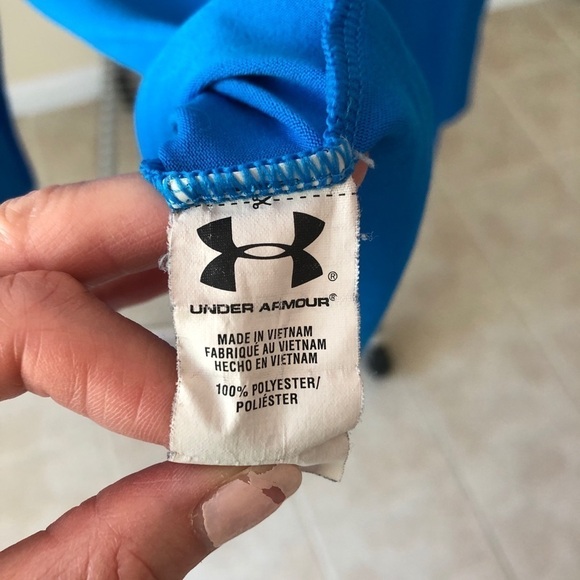 ®
UNDER ARMOUR®
MADE IN VIETNAM
FABRIQUÉ AU VIETNAM
HECHO EN VIETNAM
100% POLYESTER/
POLIÉSTER